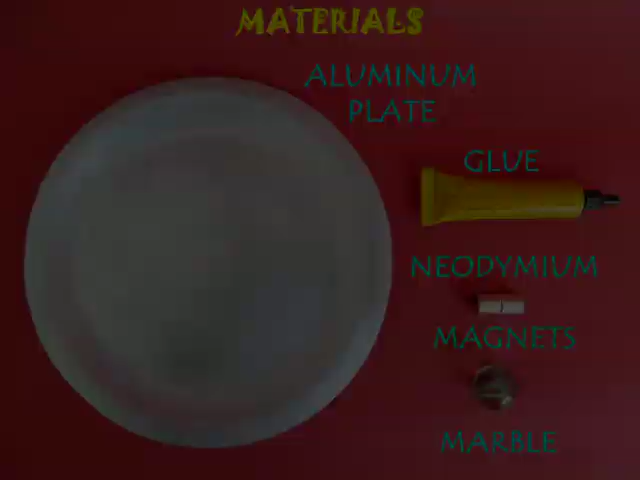 MATERIALS
ALUMINUM
PLATE
GLUE
NEODYMIUM
MAGNETS
MARBLE